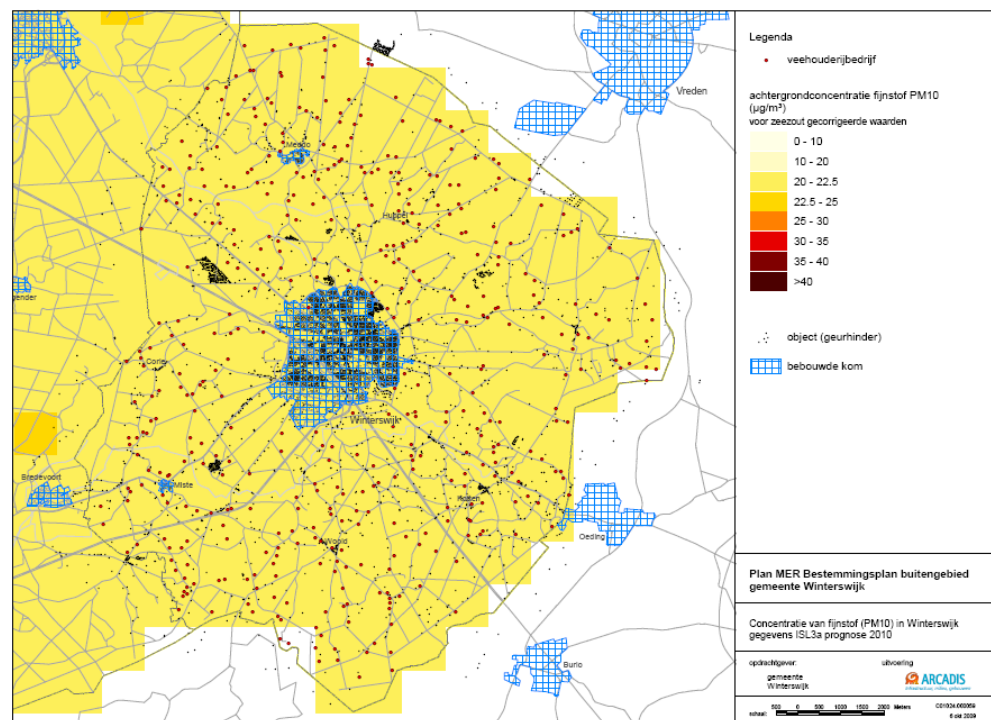 Legenda
veehouderijbedrijf
achtergrondconcentratie fijnstof PM10
(µg/m³)
voor zeezout gecorrigeerde waarden
0 - 10
10 - 20
20 - 22.5
22.5 - 25
25 - 30
30 - 35
35 - 40
>40
object (geurhinder)
bebouwde kom
Vreden
Meddo
Huppel
Corle
Winterswijk
Bredevoort
Miste
Kotten
Woold
Oeding
Burlo
Plan MER Bestemmingsplan buitengebied
gemeente Winterswijk
Concentratie van fijnstof (PM10) in Winterswijk
gegevens ISL3a prognose 2010
opdrachtgever:
uitvoering
gemeente
Winterswijk
ARCADIS
schaal:
500 0 500 1000 1500 2000 Meters
6 okt 2009